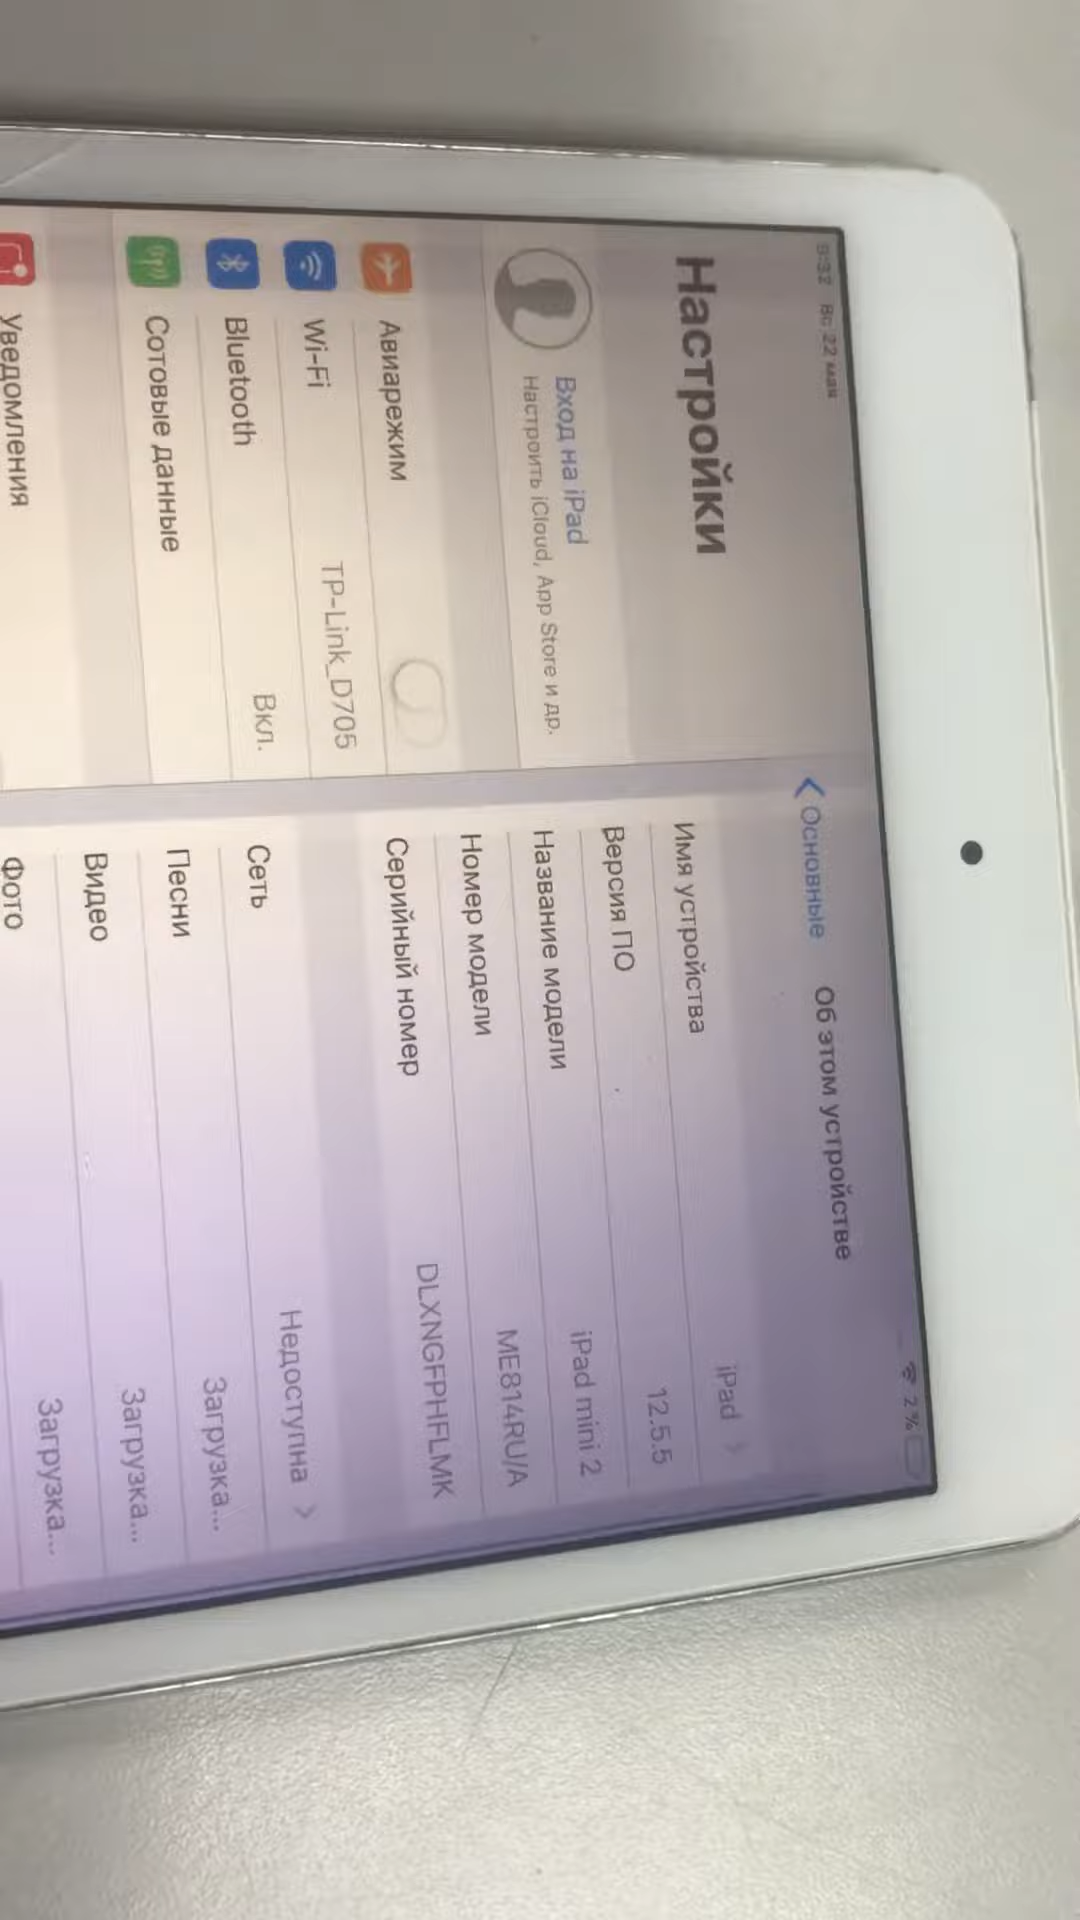 9:32 Вс 22 мая
2 %
Настройки
Вход на iPad
Настроить iCloud, App Store и др.
Авиарежим
Wi-Fi TP-Link_D705
Bluetooth Вкл.
Сотовые данные
Уведомления
Основные
Об этом устройстве
Имя устройства iPad
Версия ПО 12.5.5
Название модели iPad mini 2
Номер модели ME814RU/A
Серийный номер DLXNGFPHFLMK
Сеть Недоступна
Песни Загрузка...
Видео Загрузка...
Фото Загрузка...